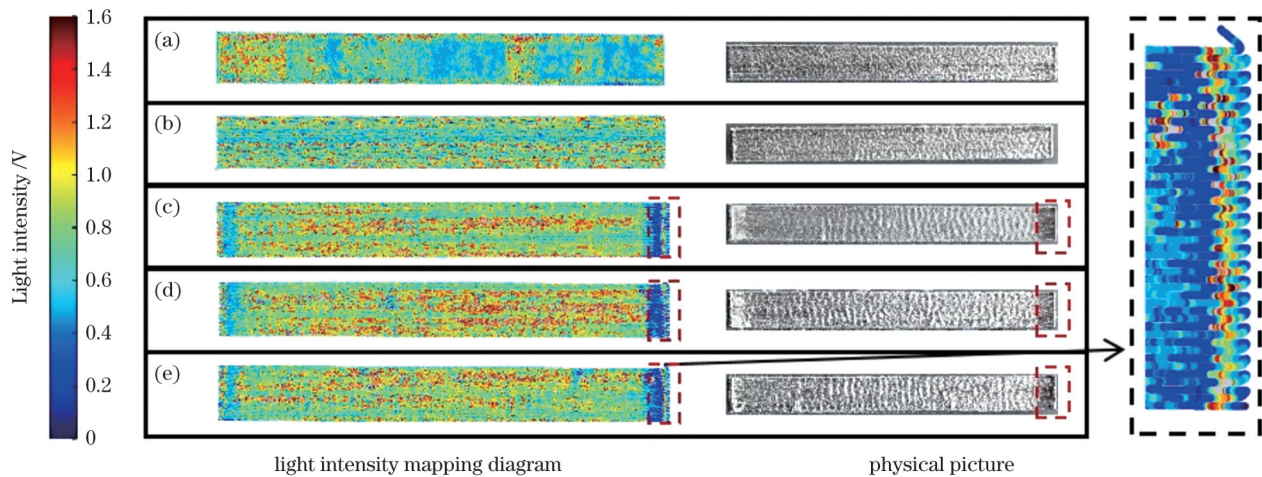 Light intensity /V
1.6
1.4
1.2
1.0
0.8
0.6
0.4
0.2
0
(a)
(b)
(c)
(d)
(e)
light intensity mapping diagram
physical picture